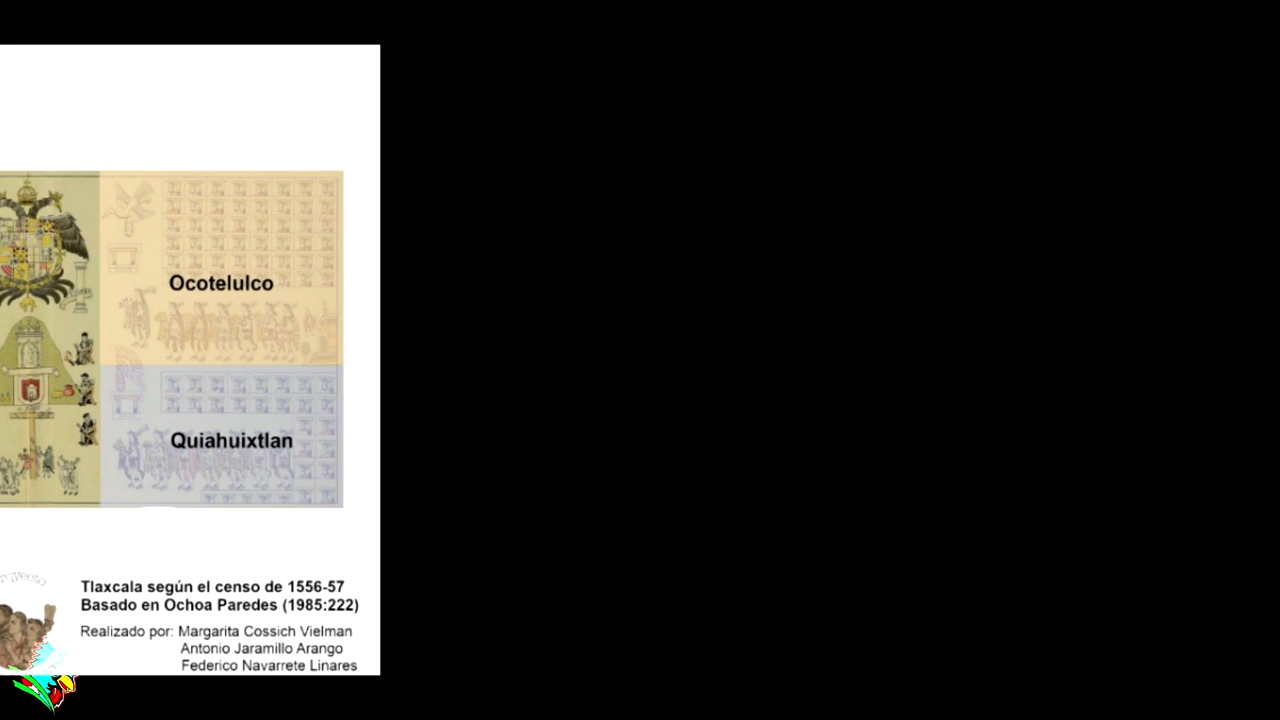 Ocotelulco
Quiahuixtlan
Tlaxcala según el censo de 1556-57
Basado en Ochoa Paredes (1985:222)
Realizado por: Margarita Cossich Vielman
Antonio Jaramillo Arango
Federico Navarrete Linares